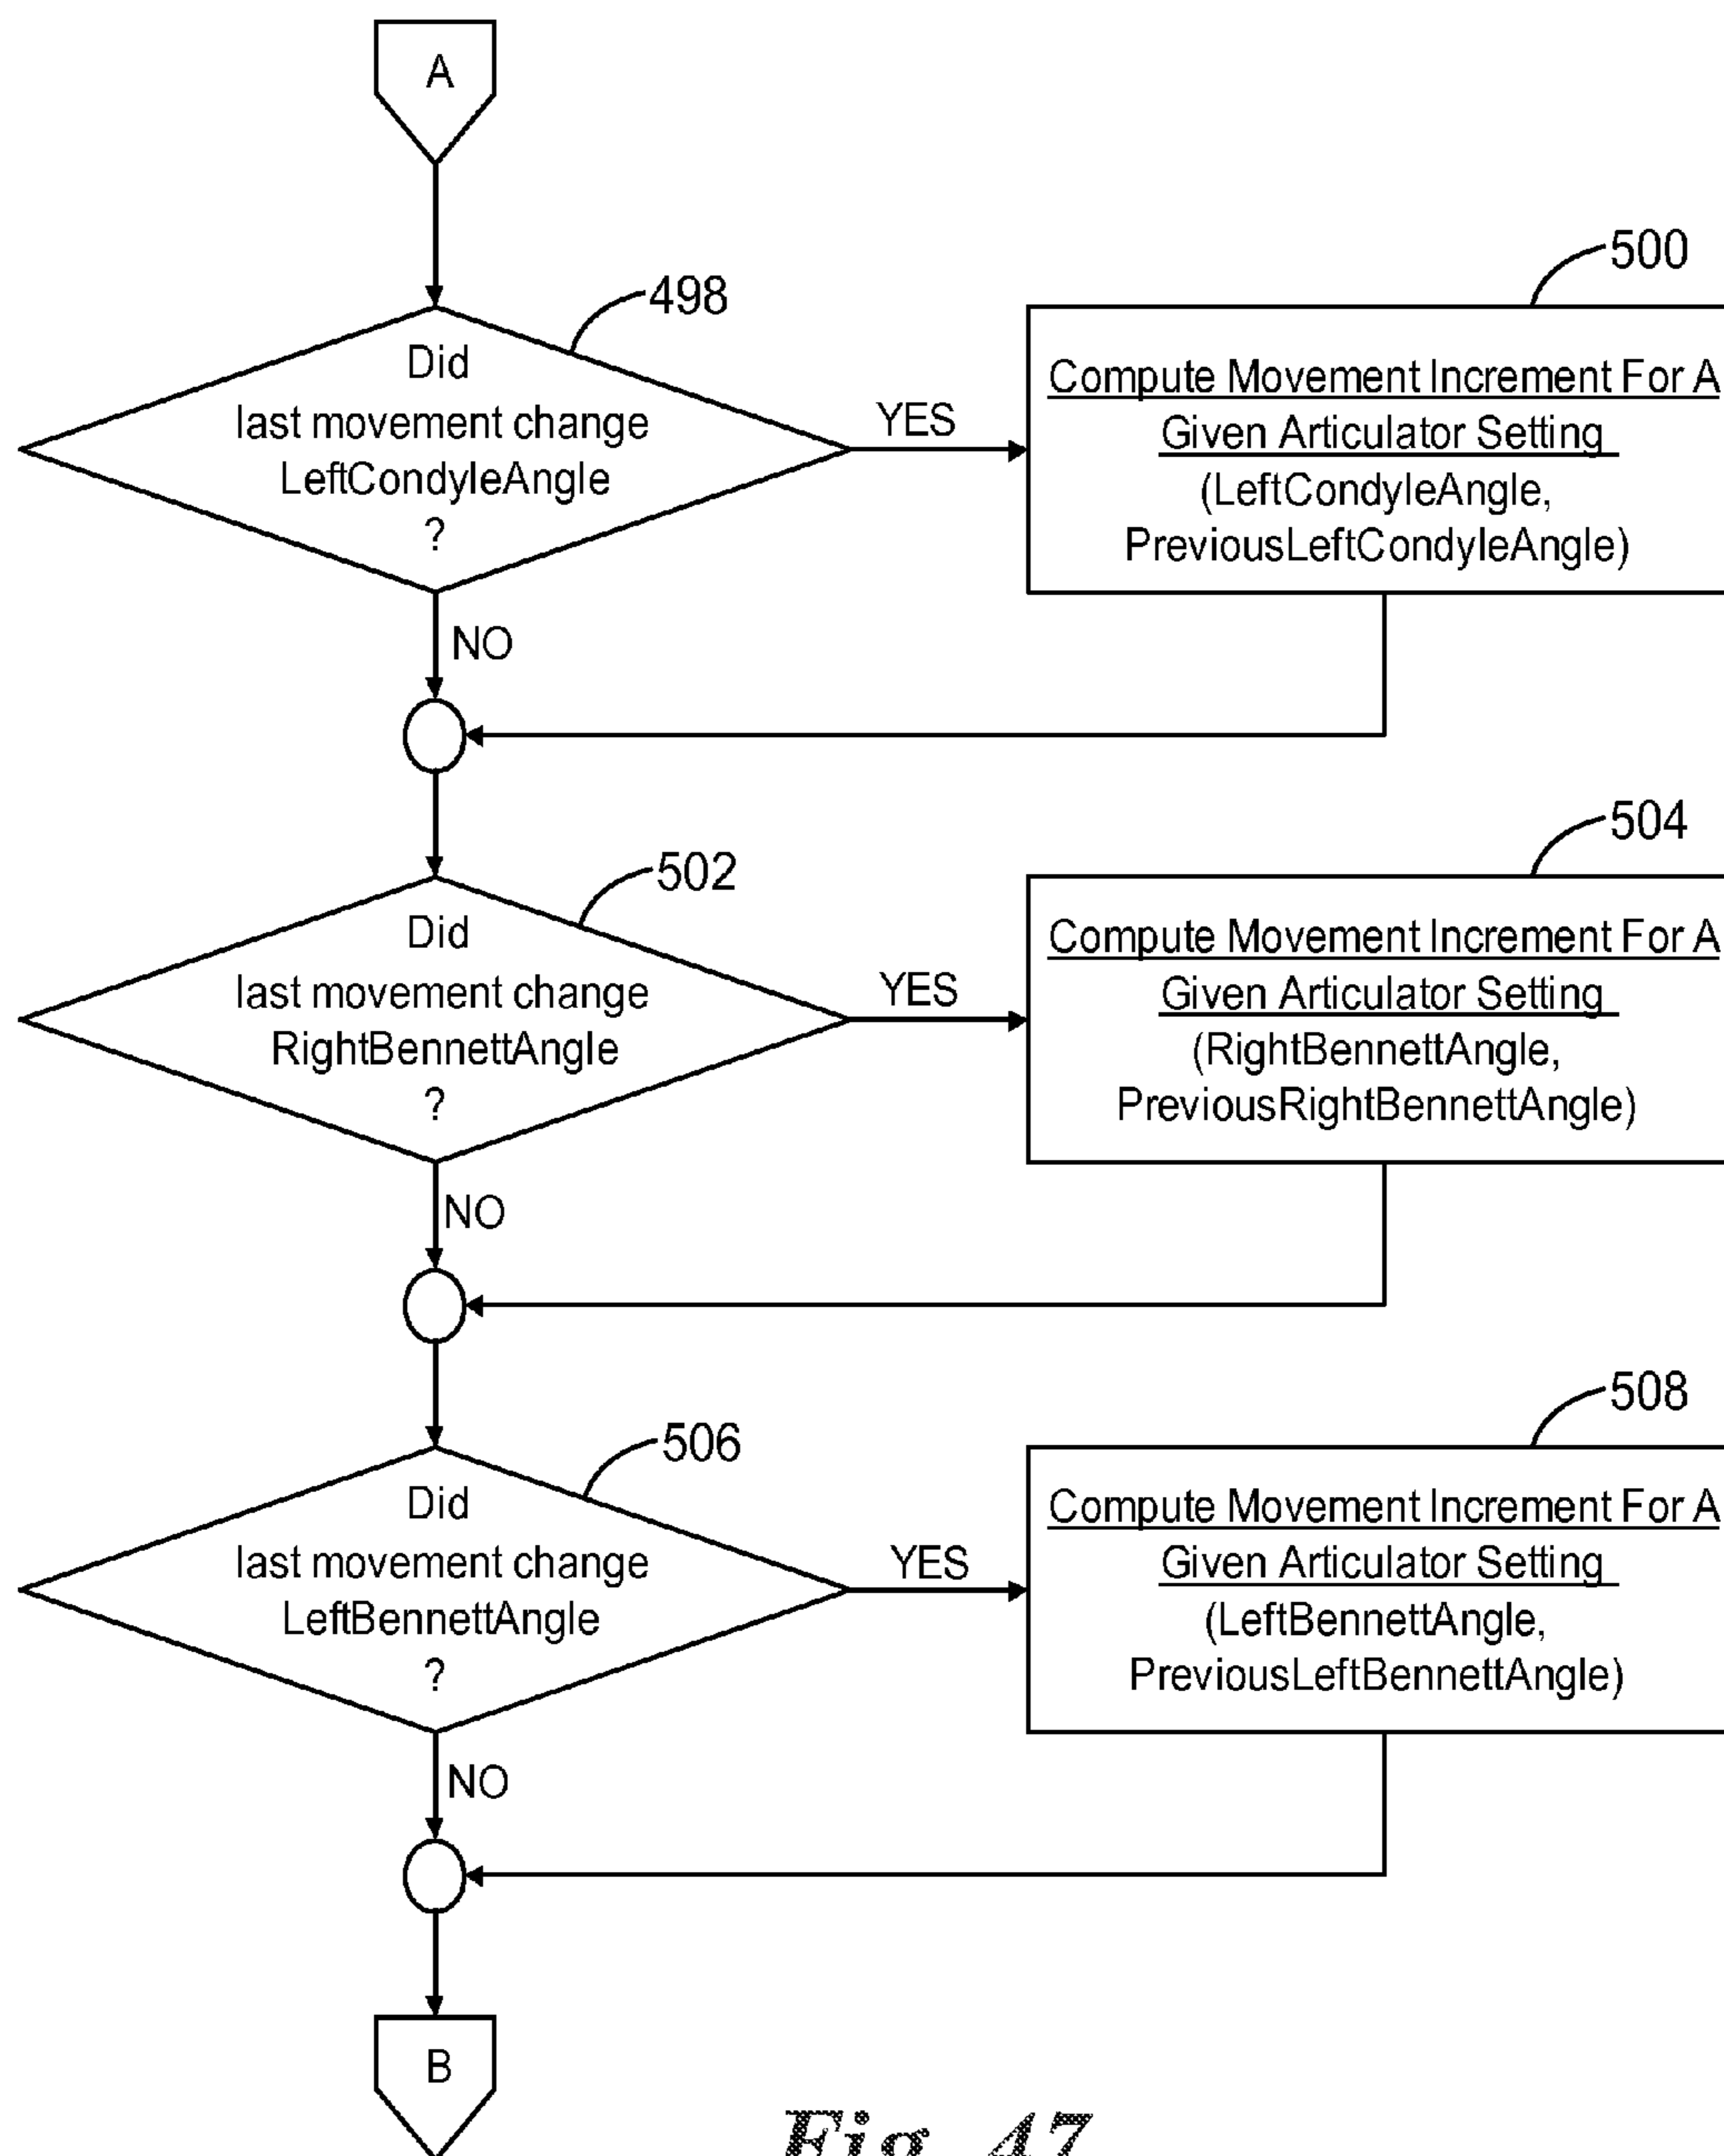 A
498
Did
last movement change
LeftCondyleAngle
?
YES
500
Compute Movement Increment For A
Given Articulator Setting
(LeftCondyleAngle,
PreviousLeftCondyleAngle)
NO
502
Did
last movement change
RightBennettAngle
?
YES
504
Compute Movement Increment For A
Given Articulator Setting
(RightBennettAngle,
PreviousRightBennettAngle)
NO
506
Did
last movement change
LeftBennettAngle
?
YES
508
Compute Movement Increment For A
Given Articulator Setting
(LeftBennettAngle,
PreviousLeftBennettAngle)
NO
B
Fig. 47